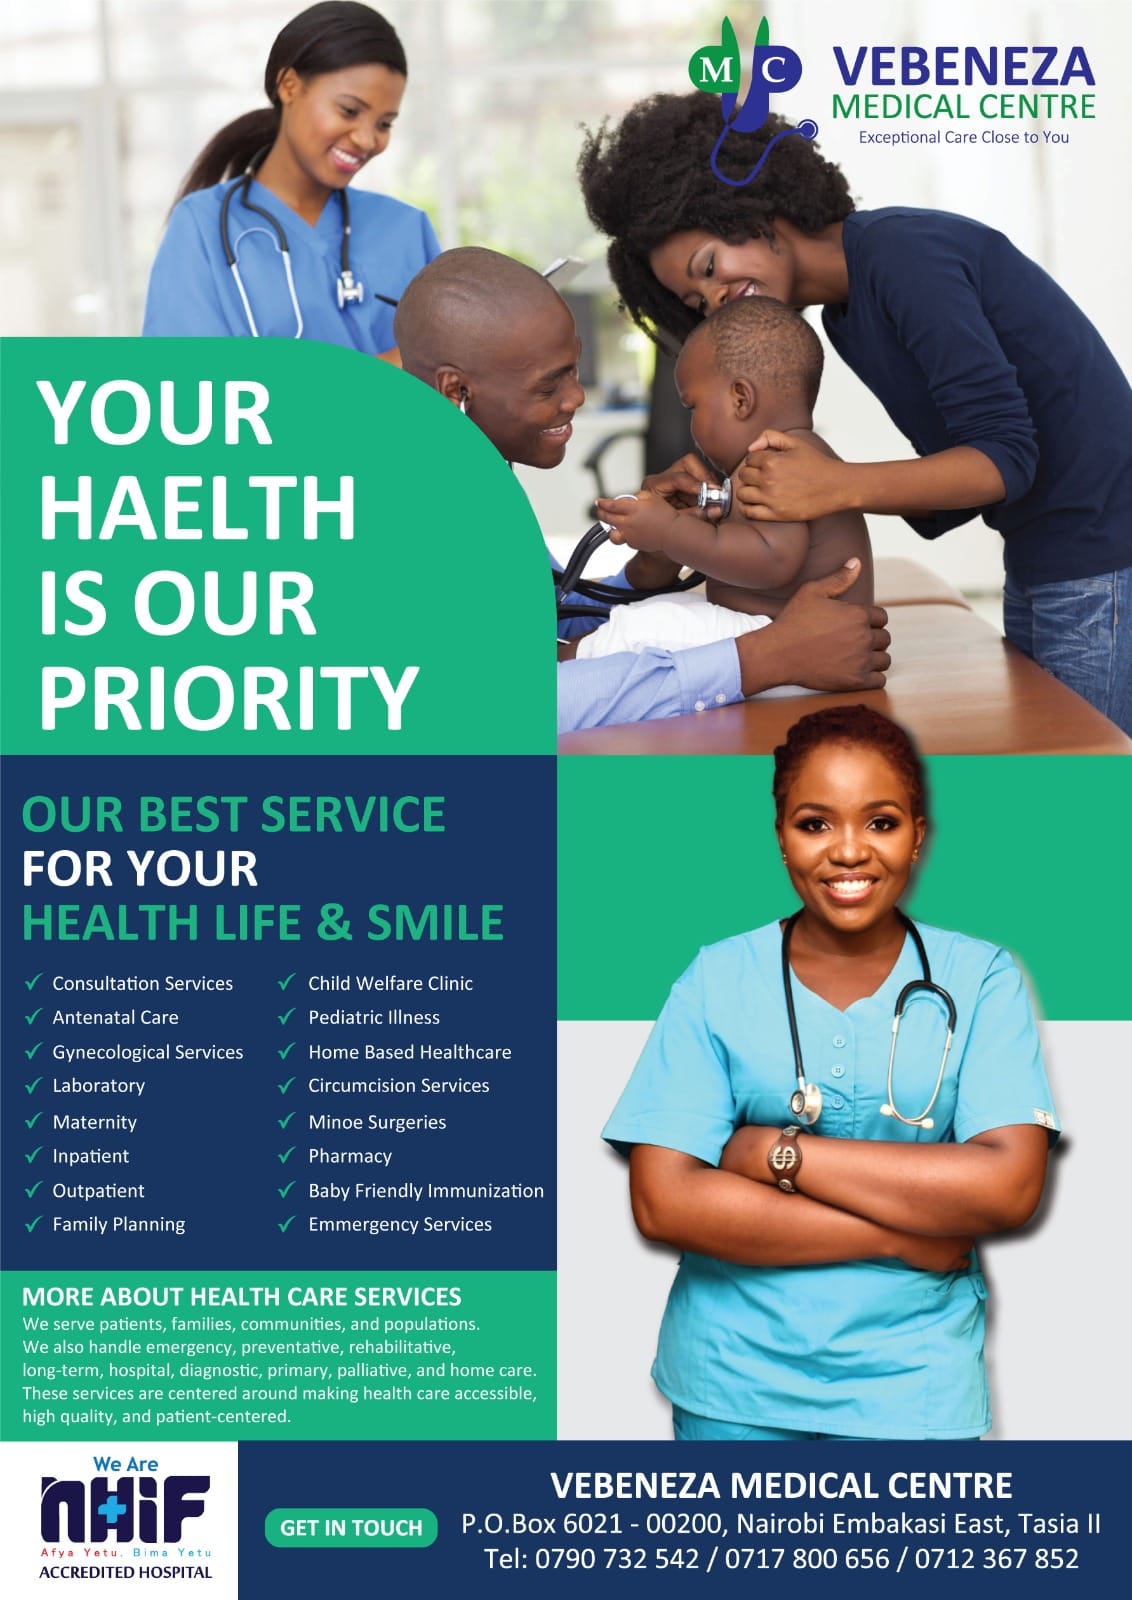 M C
VEBENEZA
MEDICAL CENTRE
Exceptional Care Close to You
YOUR
HAELTH
IS OUR
PRIORITY
OUR BEST SERVICE
FOR YOUR
HEALTH LIFE & SMILE
Consultation Services
Antenatal Care
Gynecological Services
Laboratory
Maternity
Inpatient
Outpatient
Family Planning
Child Welfare Clinic
Pediatric Illness
Home Based Healthcare
Circumcision Services
Minoe Surgeries
Pharmacy
Baby Friendly Immunization
Emmergency Services
MORE ABOUT HEALTH CARE SERVICES
We serve patients, families, communities, and populations.
We also handle emergency, preventative, rehabilitative,
long-term, hospital, diagnostic, primary, palliative, and home care.
These services are centered around making health care accessible,
high quality, and patient-centered.
We Are
nHiF
Afya Yetu. Bima Yetu
ACCREDITED HOSPITAL
GET IN TOUCH
VEBENEZA MEDICAL CENTRE
P.O.Box 6021 - 00200, Nairobi Embakasi East, Tasia II
Tel: 0790 732 542 / 0717 800 656 / 0712 367 852
$